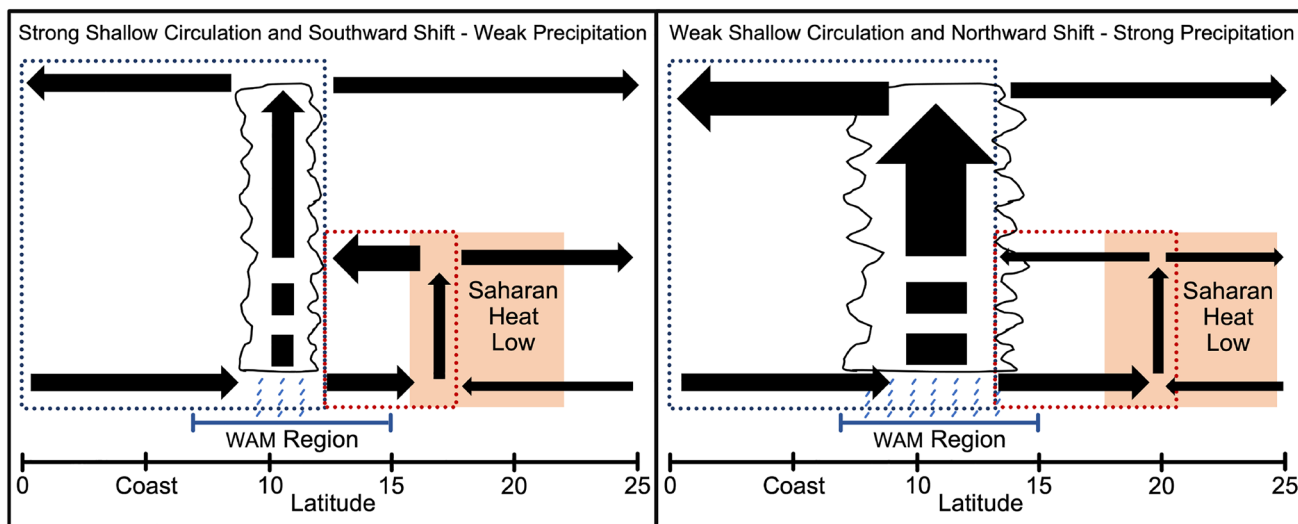 Strong Shallow Circulation and Southward Shift - Weak Precipitation
Saharan
Heat
Low
WAM Region
0 Coast 10 15 20 25
Latitude
Weak Shallow Circulation and Northward Shift - Strong Precipitation
Saharan
Heat
Low
WAM Region
0 Coast 10 15 20 25
Latitude